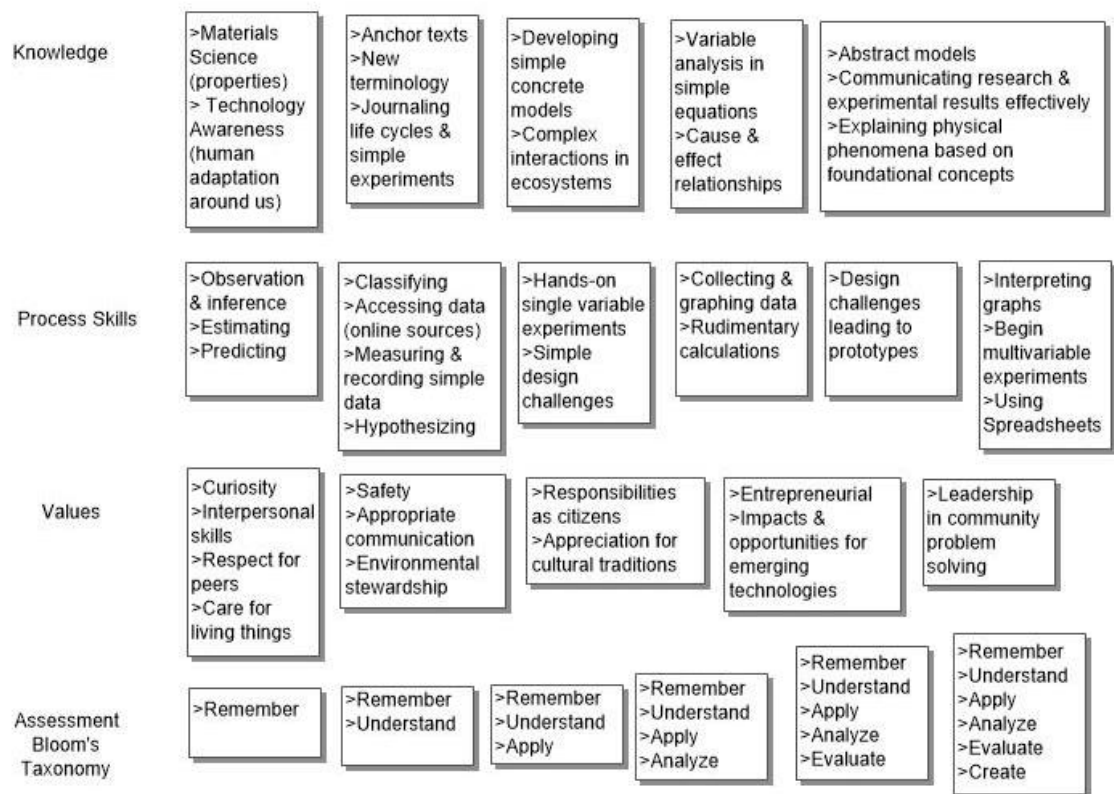 Knowledge
>Materials
Science
(properties)
> Technology
Awareness
(human
adaptation
around us)
>Anchor texts
>New
terminology
>Journaling
life cycles &
simple
experiments
>Developing
simple
concrete
models
>Complex
interactions in
ecosystems
>Variable
analysis in
simple
equations
>Cause &
effect
relationships
>Abstract models
>Communicating research &
experimental results effectively
>Explaining physical
phenomena based on
foundational concepts
Process Skills
>Observation
& inference
>Estimating
>Predicting
>Classifying
>Accessing data
(online sources)
>Measuring &
recording simple
data
>Hypothesizing
>Hands-on
single variable
experiments
>Simple
design
challenges
>Collecting &
graphing data
>Rudimentary
calculations
>Design
challenges
leading to
prototypes
>Interpreting
graphs
>Begin
multivariable
experiments
>Using
Spreadsheets
Values
>Curiosity
>Interpersonal
skills
>Respect for
peers
>Care for
living things
>Safety
>Appropriate
communication
>Environmental
stewardship
>Responsibilities
as citizens
>Appreciation for
cultural traditions
>Entrepreneurial
>Impacts &
opportunities for
emerging
technologies
>Leadership
in community
problem
solving
Assessment
Bloom's
Taxonomy
>Remember
>Remember
>Understand
>Remember
>Understand
>Apply
>Remember
>Understand
>Apply
>Analyze
>Remember
>Understand
>Apply
>Analyze
>Evaluate
>Remember
>Understand
>Apply
>Analyze
>Evaluate
>Create